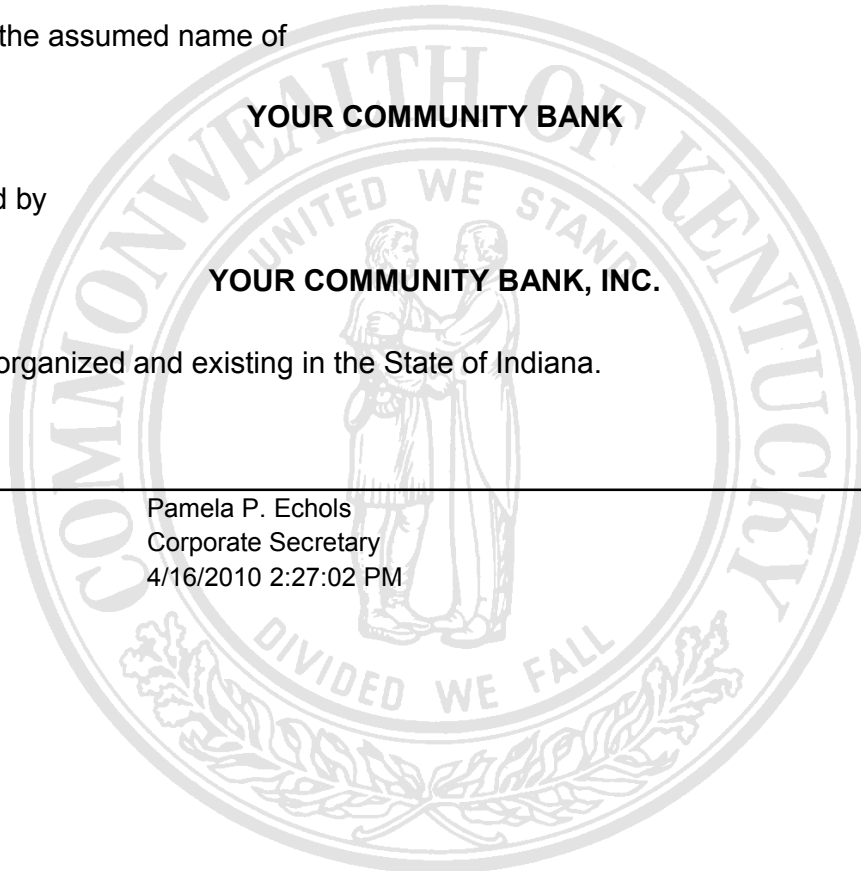 the assumed name of
YOUR COMMUNITY BANK
d by
YOUR COMMUNITY BANK, INC.
organized and existing in the State of Indiana.
Pamela P. Echols
Corporate Secretary
4/16/2010 2:27:02 PM
COMMONWEALTH OF KENTUCKY
UNITED WE STAND
DIVIDED WE FALL